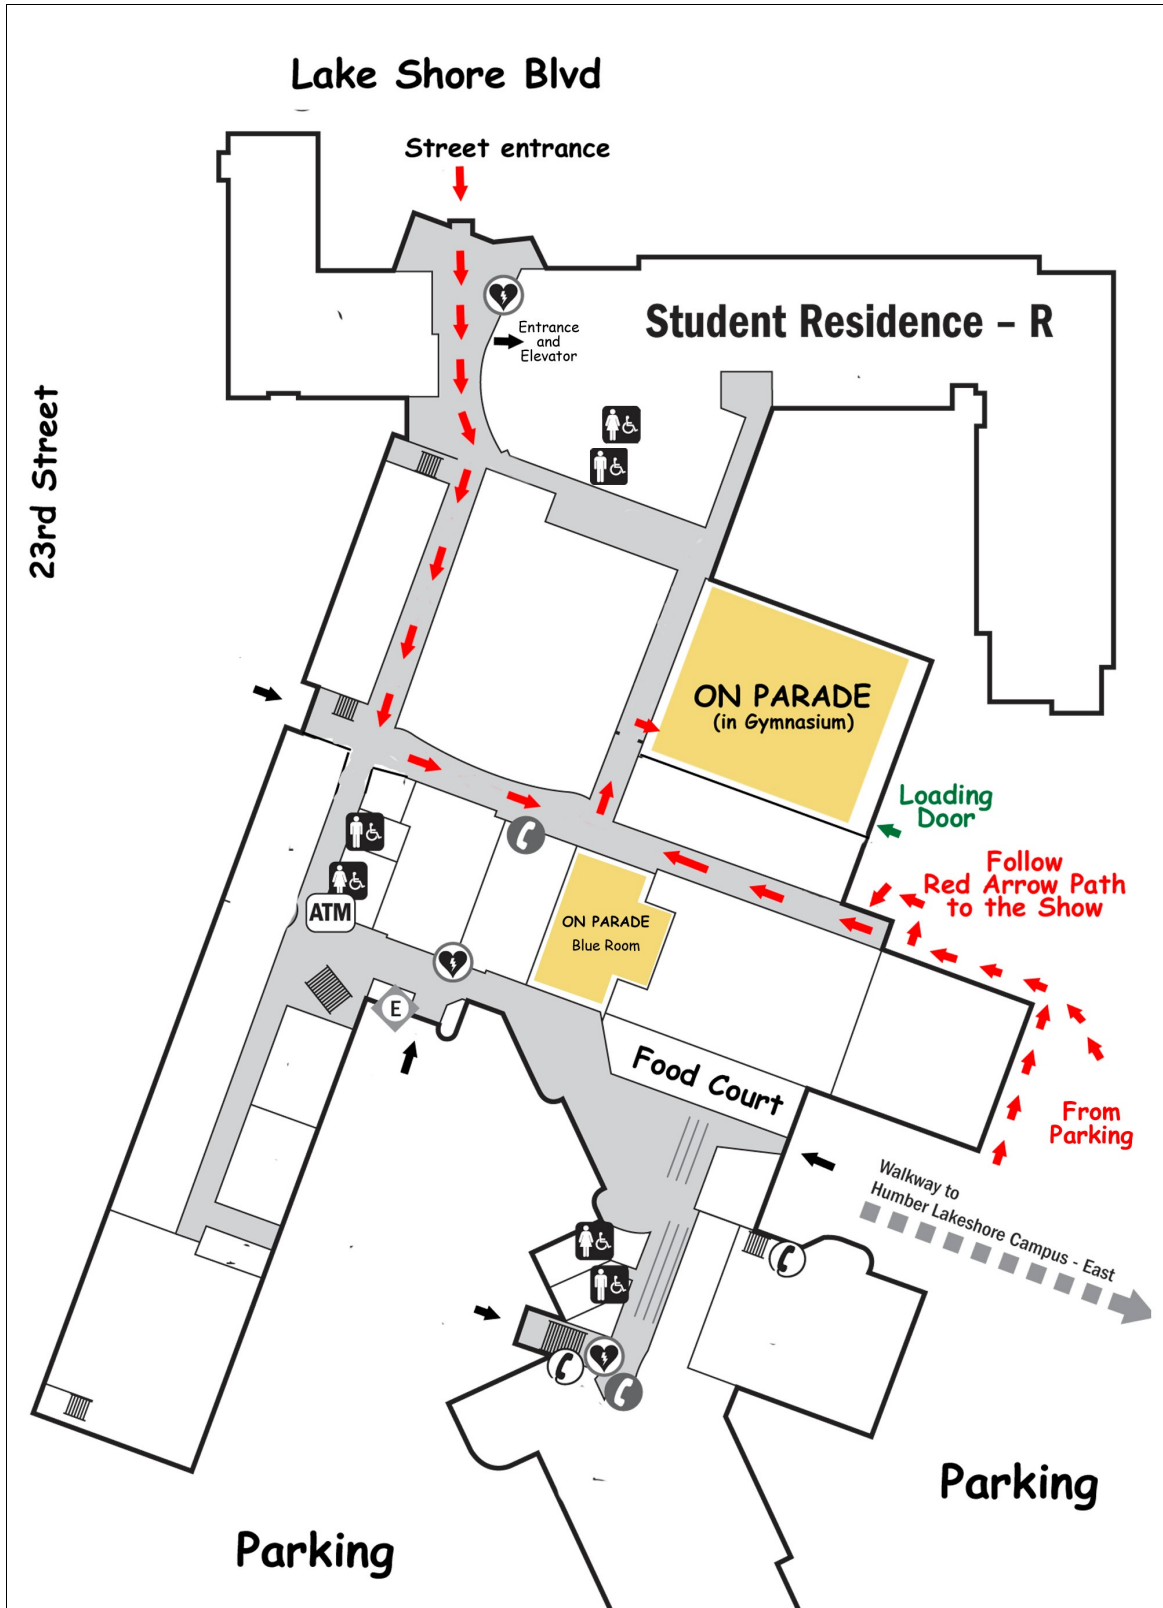 Lake Shore Blvd
Street entrance
Entrance
and
Elevator
Student Residence – R
23rd Street
ON PARADE
(in Gymnasium)
Loading
Door
Follow
Red Arrow Path
to the Show
ATM
ON PARADE
Blue Room
E
Food Court
From
Parking
Walkway to
Humber Lakeshore Campus - East
Parking
Parking